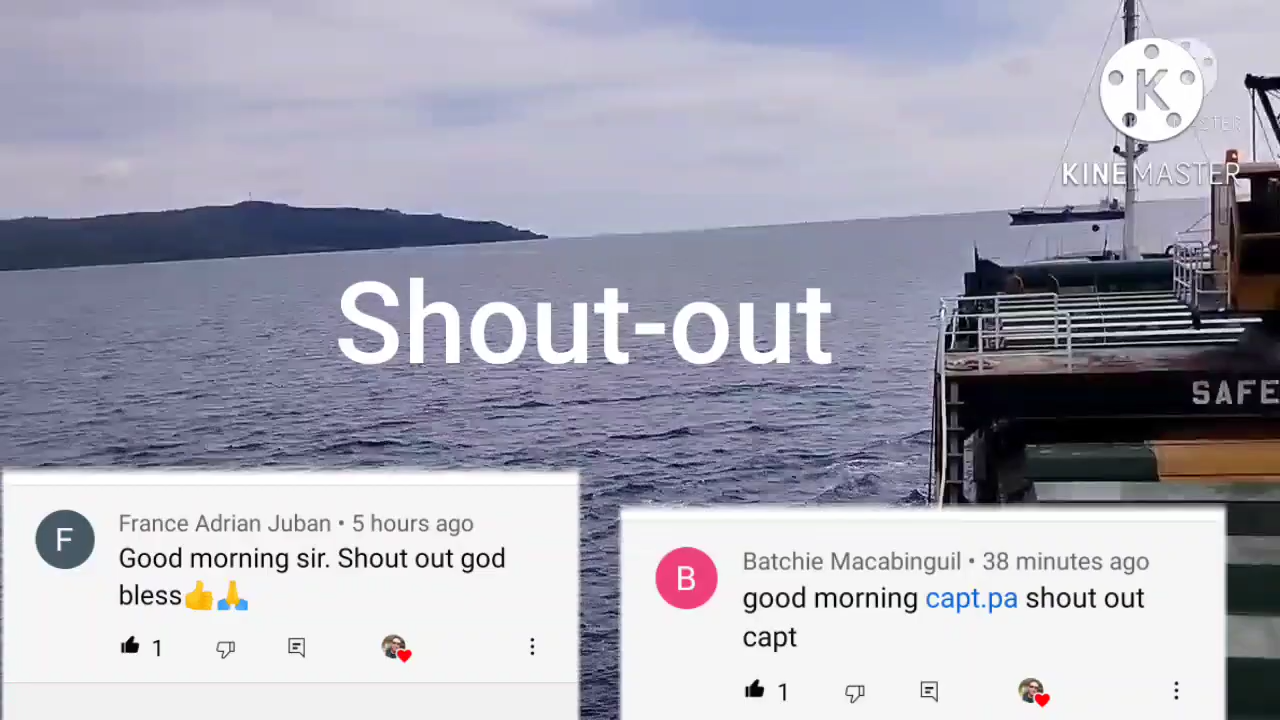 K
STER
KINEMASTER
Shout-out
SAFE
F
France Adrian Juban • 5 hours ago
Good morning sir. Shout out god
bless👍🙏
1
B
Batchie Macabinguil • 38 minutes ago
good morning capt.pa shout out
capt
1